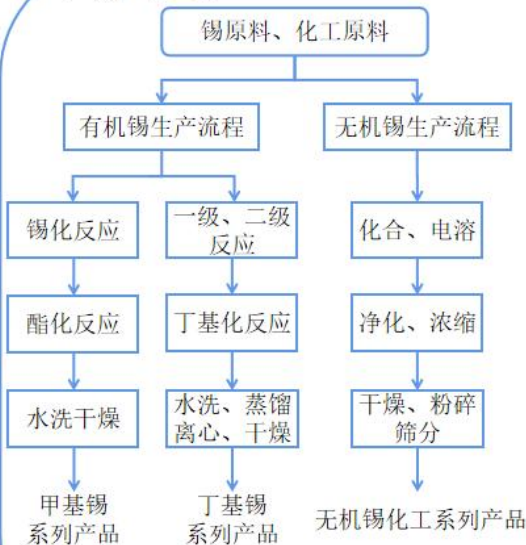 锡原料、化工原料
有机锡生产流程
无机锡生产流程
锡化反应
一级、二级
反应
化合、电溶
酯化反应
丁基化反应
净化、浓缩
水洗干燥
水洗、蒸馏
离心、干燥
干燥、粉碎
筛分
甲基锡
系列产品
丁基锡
系列产品
无机锡化工系列产品